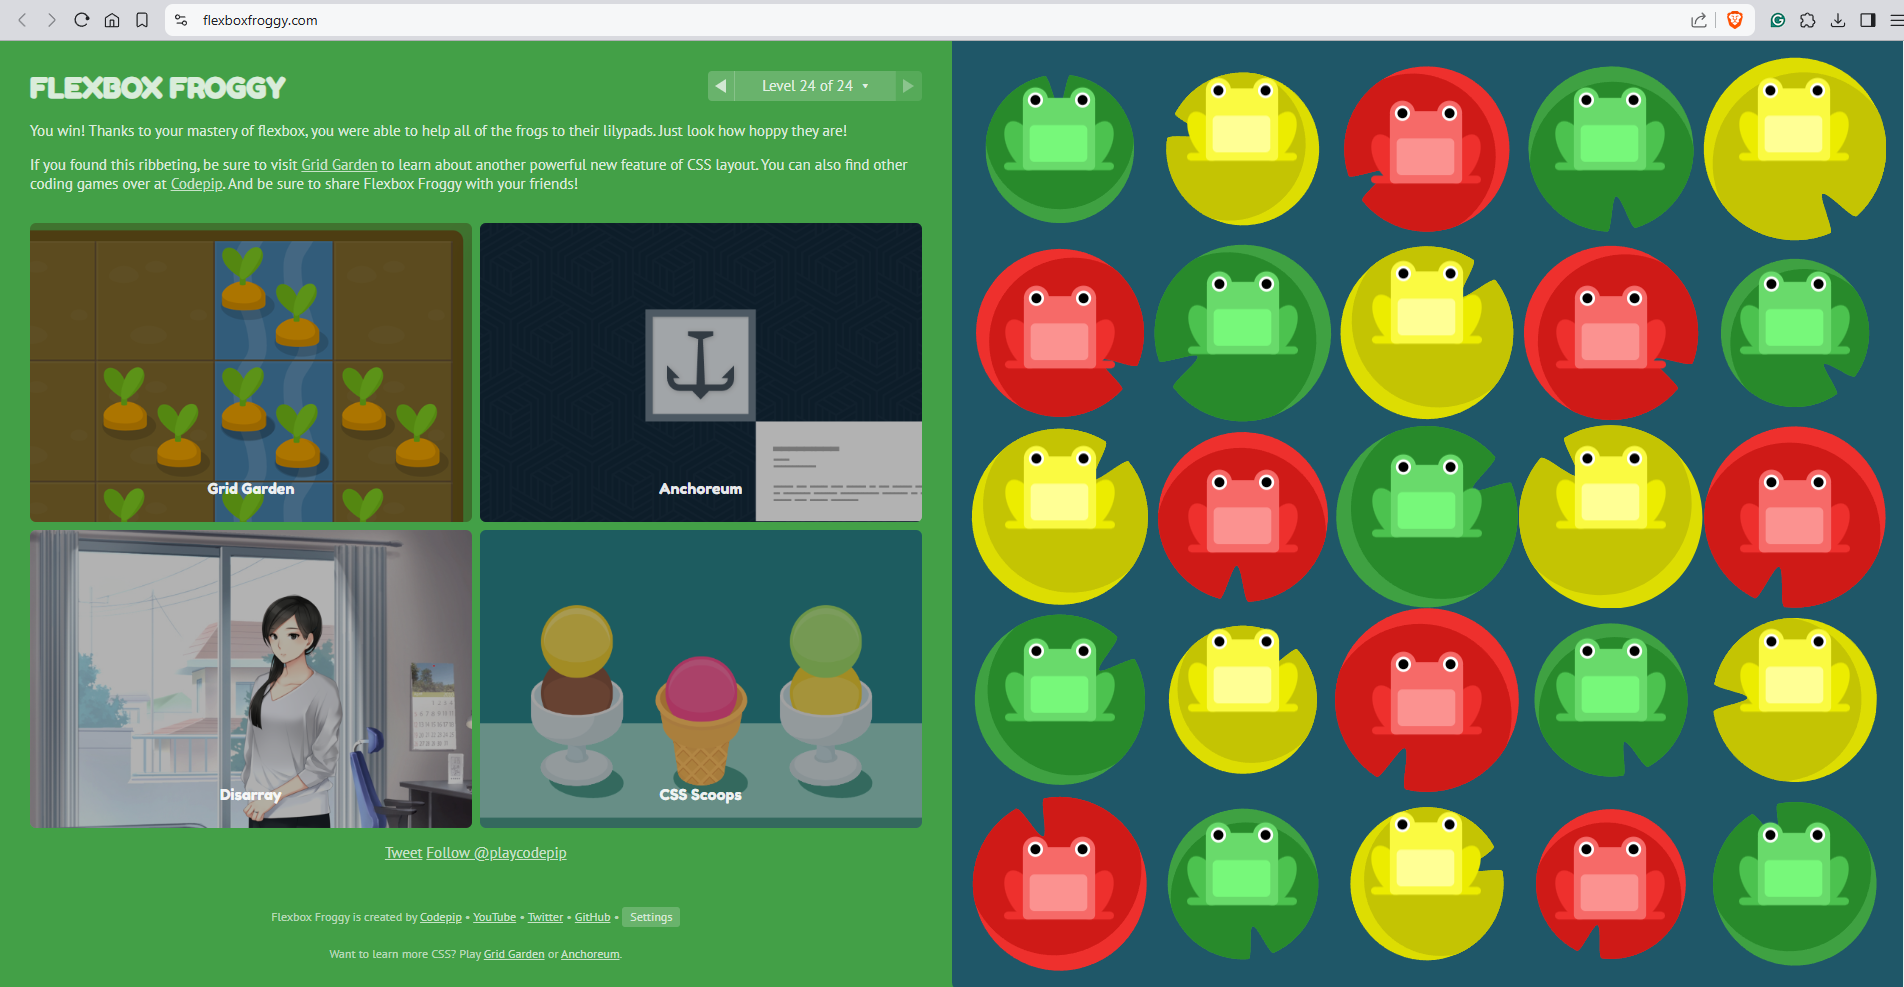 flexboxfroggy.com
FLEXBOX FROGGY
◀ Level 24 of 24 ▾ ▶
You win! Thanks to your mastery of flexbox, you were able to help all of the frogs to their lilypads. Just look how hoppy they are!
If you found this ribbeting, be sure to visit Grid Garden to learn about another powerful new feature of CSS layout. You can also find other
coding games over at Codepip. And be sure to share Flexbox Froggy with your friends!
Grid Garden
Anchoreum
Disarray
CSS Scoops
Tweet Follow @playcodepip
Flexbox Froggy is created by Codepip • YouTube • Twitter • GitHub • Settings
Want to learn more CSS? Play Grid Garden or Anchoreum.